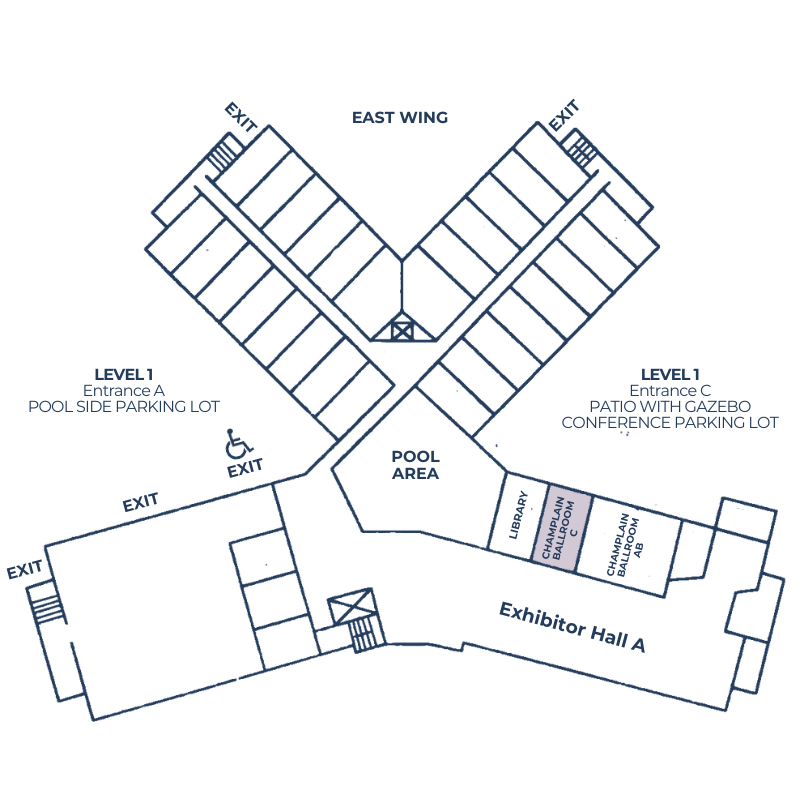 EXIT
EAST WING
EXIT
LEVEL 1
Entrance A
POOL SIDE PARKING LOT
LEVEL 1
Entrance C
PATIO WITH GAZEBO
CONFERENCE PARKING LOT
EXIT
POOL
AREA
EXIT
EXIT
LIBRARY
CHAMPLAIN
BALLROOM
C
CHAMPLAIN
BALLROOM
AB
Exhibitor Hall A